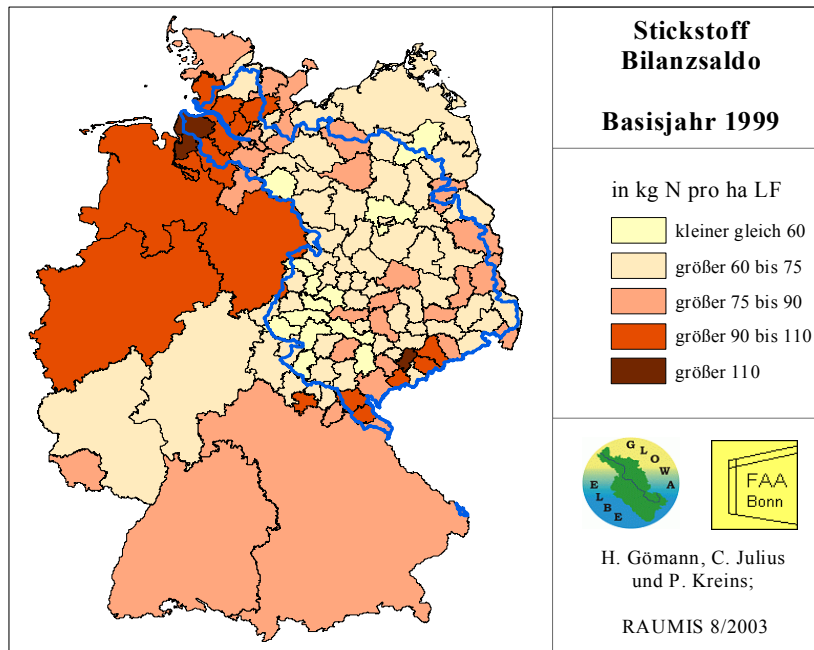 Stickstoff
Bilanzsaldo
Basisjahr 1999
in kg N pro ha LF
kleiner gleich 60
größer 60 bis 75
größer 75 bis 90
größer 90 bis 110
größer 110
GLOWA
ELBE
FAA
Bonn
H. Gömann, C. Julius
und P. Kreins;
RAUMIS 8/2003